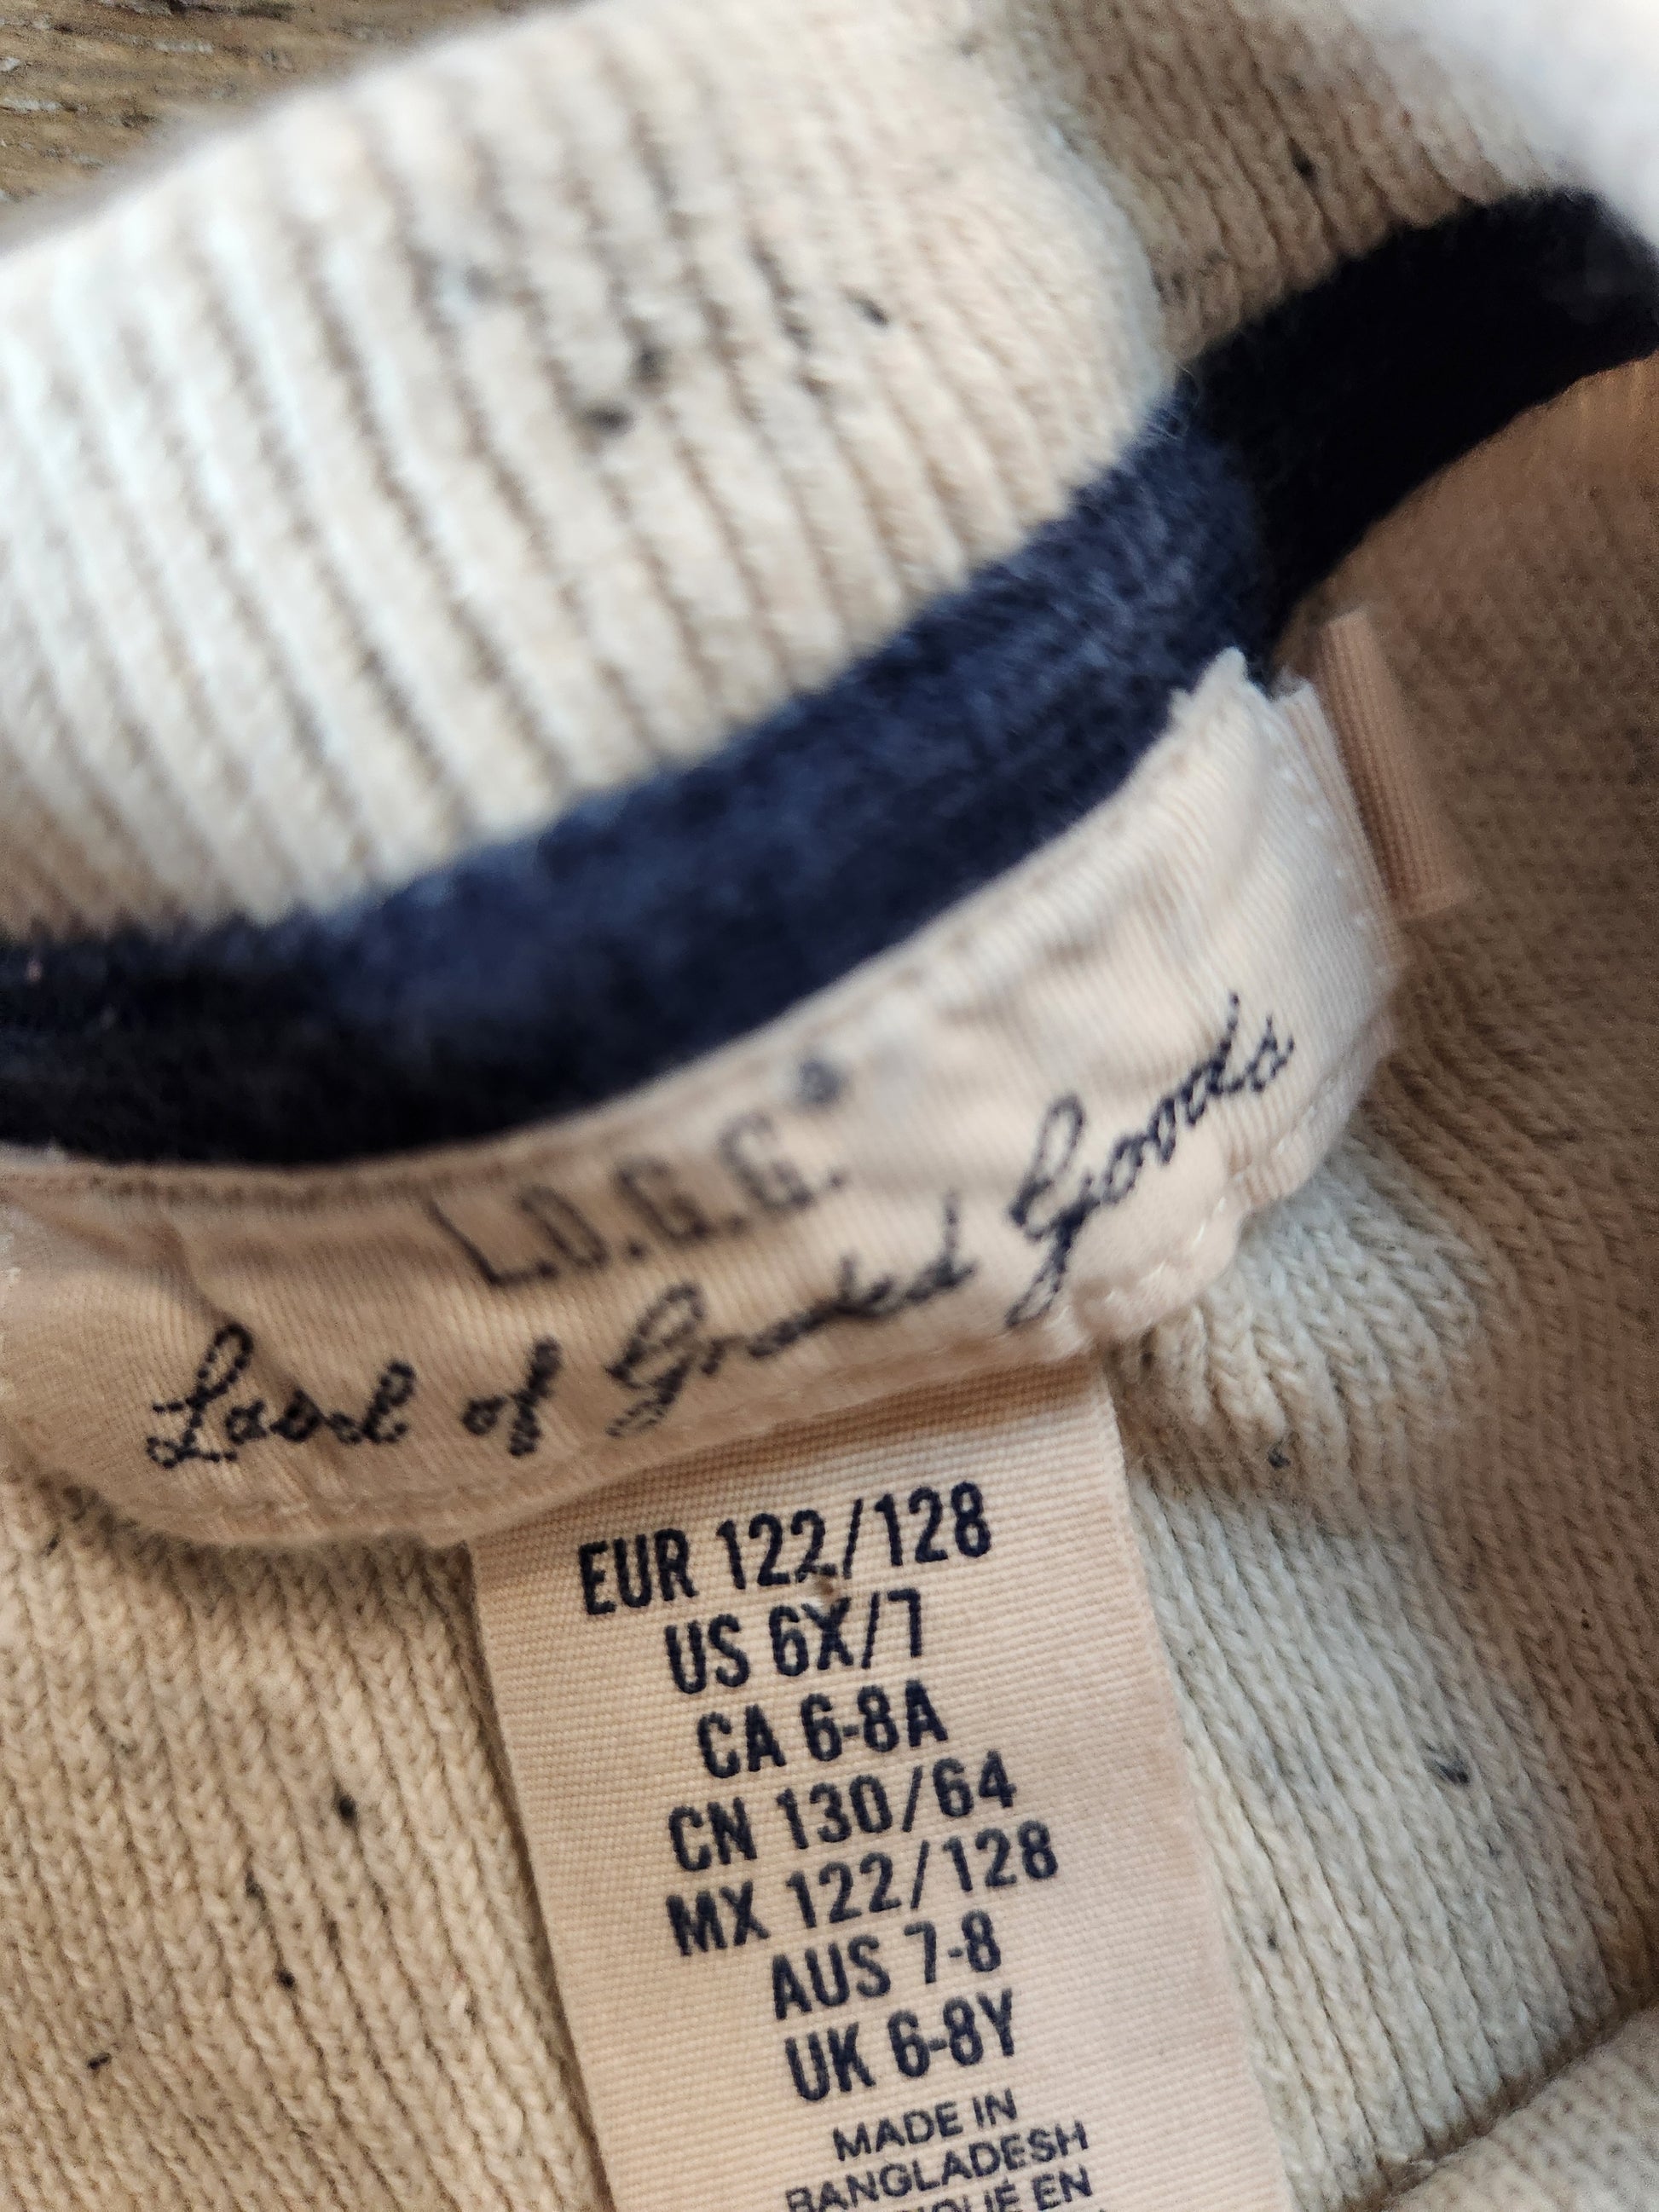 L.O.G.G.
Label of Graded Goods
EUR 122/128
US 6X/7
CA 6-8A
CN 130/64
MX 122/128
AUS 7-8
UK 6-8Y
MADE IN
BANGLADESH
EN